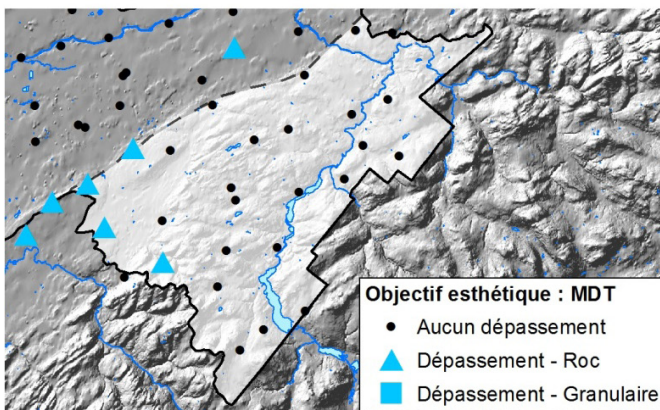 Objectif esthétique : MDT
Aucun dépassement
Dépassement - Roc
Dépassement - Granulaire